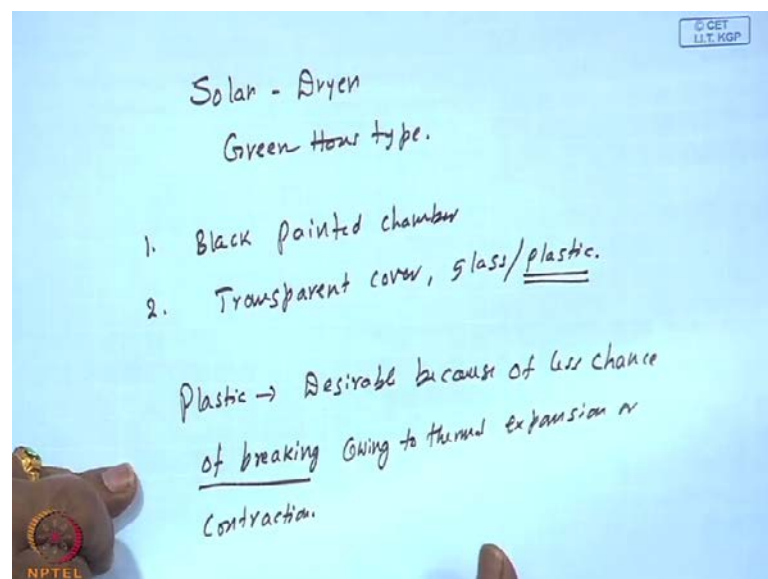 © CET
I.I.T. KGP
Solar - Dryer
Green Hous type.
1. Black painted chamber
2. Transparent cover, glass/plastic.
Plastic → Desirable because of less chance
of breaking owing to thermal expansion or
contraction.
NPTEL